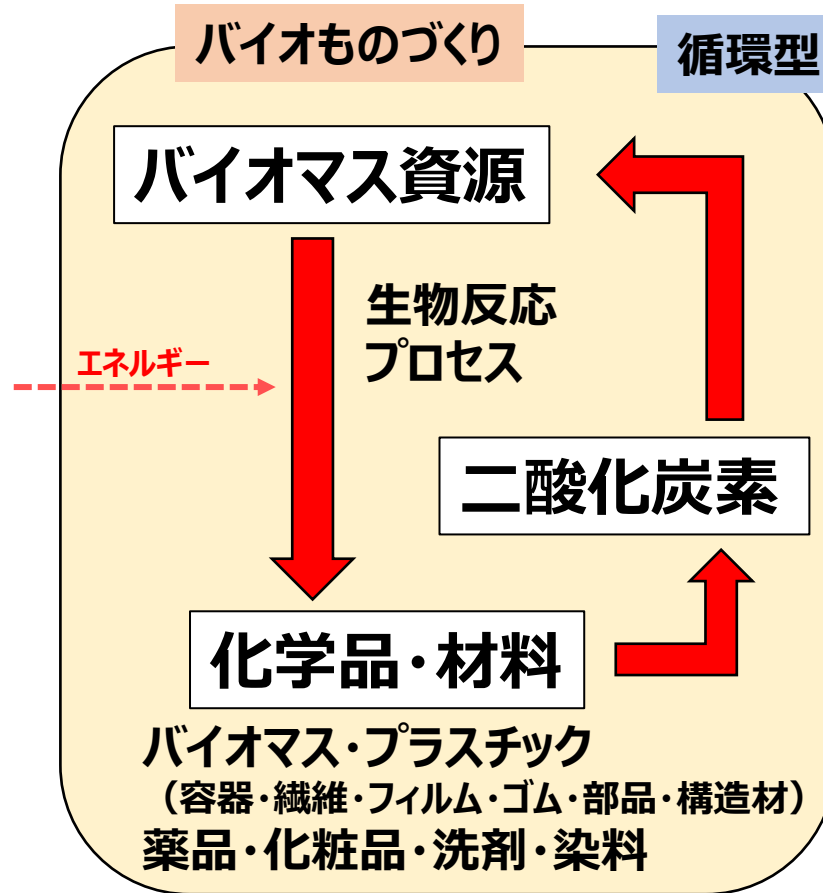 バイオものづくり
循環型
バイオマス資源
生物反応
プロセス
エネルギー
二酸化炭素
化学品・材料
バイオマス・プラスチック
（容器・繊維・フィルム・ゴム・部品・構造材）
薬品・化粧品・洗剤・染料